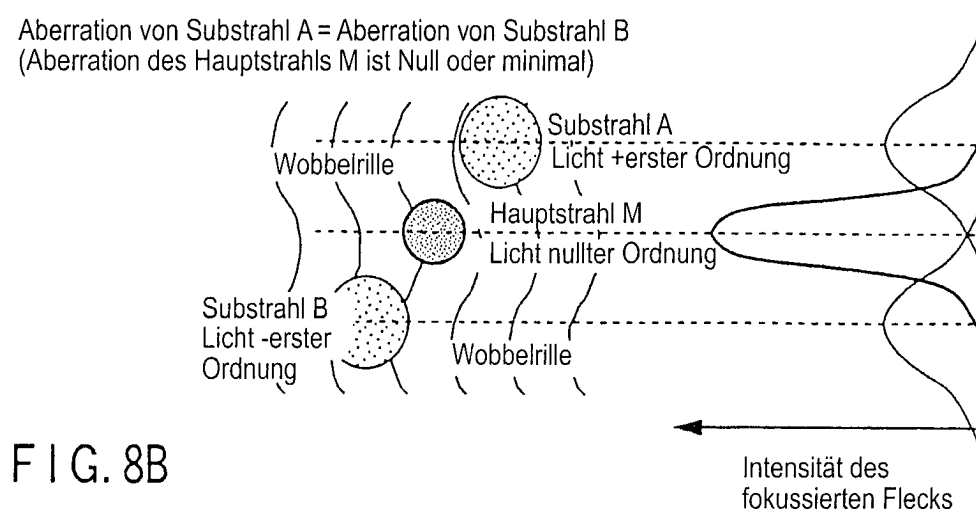 Aberration von Substrahl A = Aberration von Substrahl B
(Aberration des Hauptstrahls M ist Null oder minimal)
Substrahl A
Licht +erster Ordnung
Wobbelrille
Hauptstrahl M
Licht nullter Ordnung
Substrahl B
Licht -erster
Ordnung
Wobbelrille
FIG. 8B
Intensität des
fokussierten Flecks